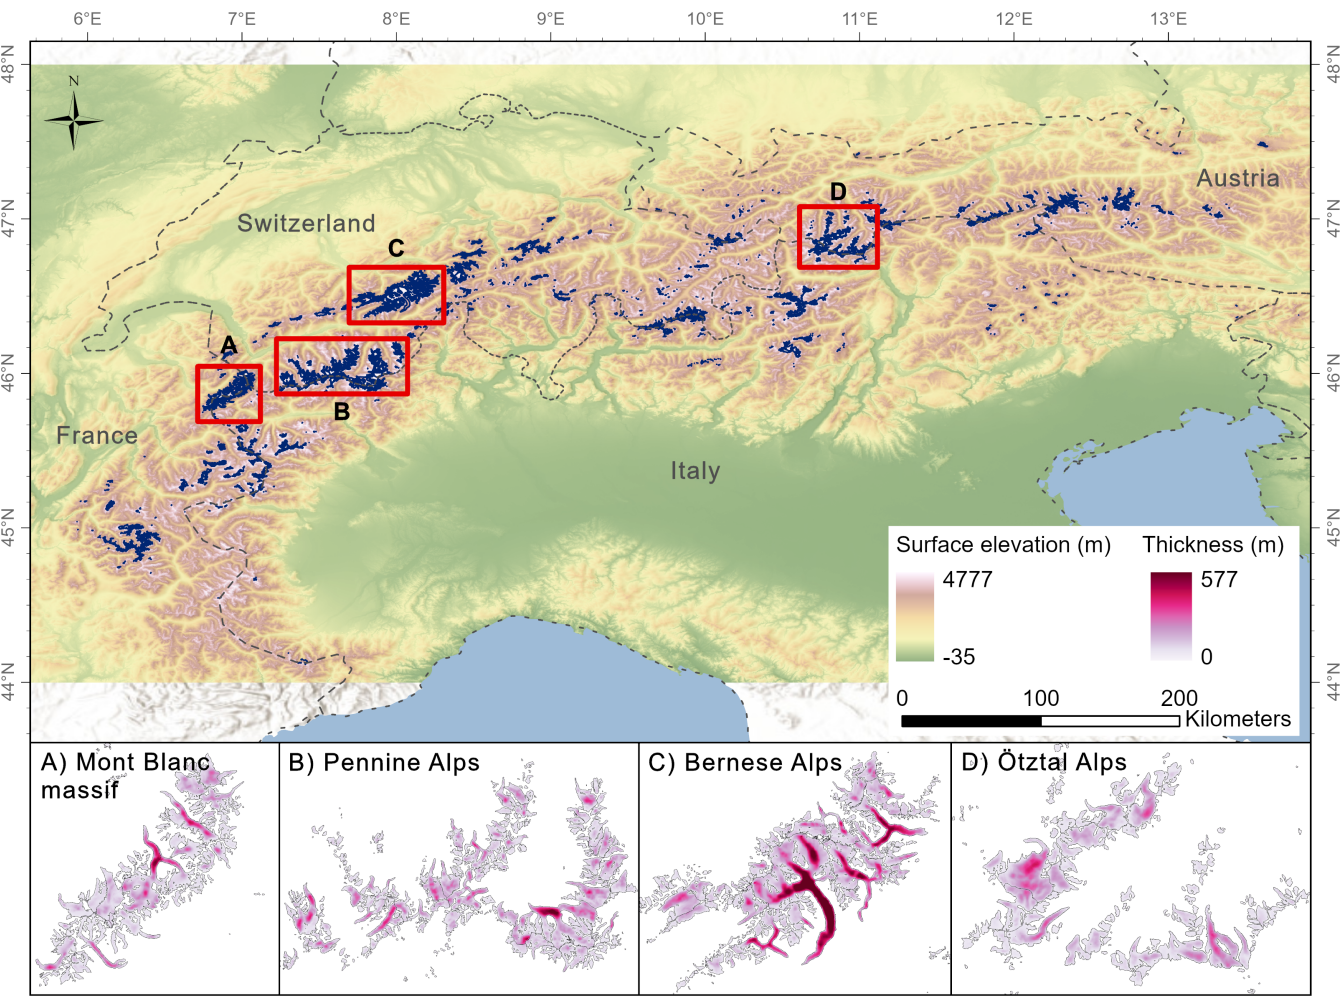 6°E 7°E 8°E 9°E 10°E 11°E 12°E 13°E
48°N 48°N
N
Austria
D
47°N 47°N
Switzerland
C
A
46°N 46°N
B
France
Italy
45°N 45°N
Surface elevation (m) Thickness (m)
4777 577
-35 0
44°N 44°N
0 100 200
Kilometers
A) Mont Blanc
massif
B) Pennine Alps
C) Bernese Alps
D) Ötztal Alps